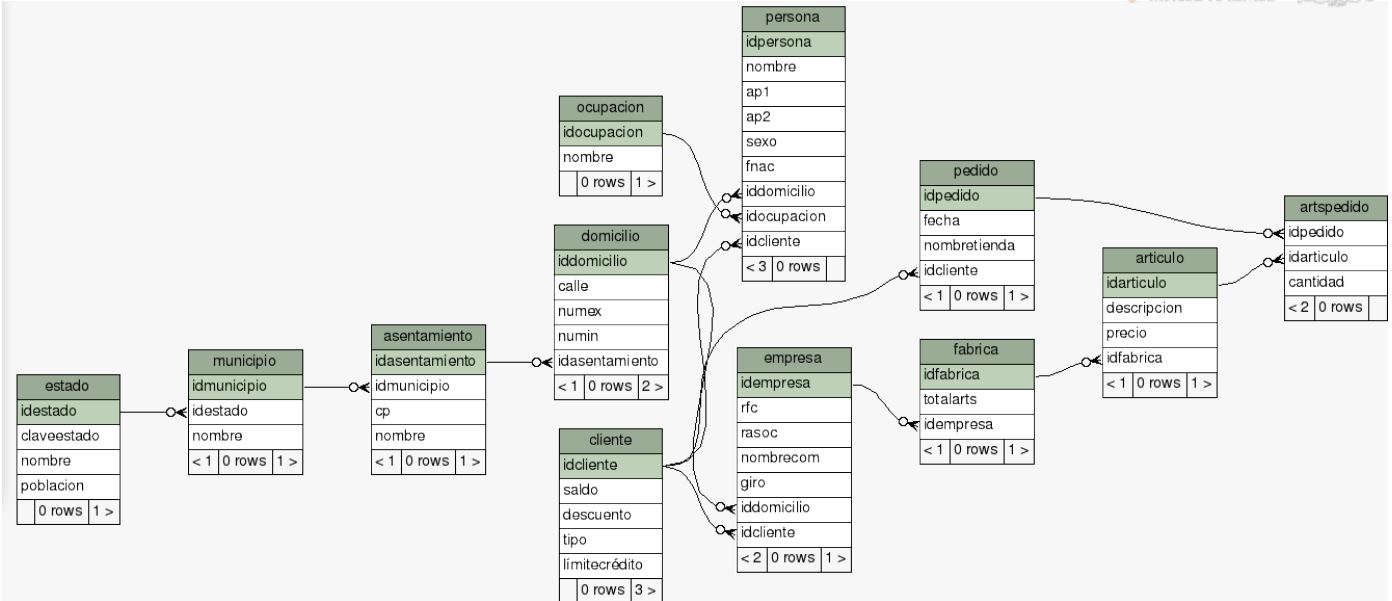 estado
idestado
claveestado
nombre
poblacion
0 rows 1 >
municipio
idmunicipio
idestado
nombre
< 1 0 rows 1 >
asentamiento
idasentamiento
idmunicipio
cp
nombre
< 1 0 rows 1 >
ocupacion
idocupacion
nombre
0 rows 1 >
domicilio
iddomicilio
calle
numex
numin
idasentamiento
< 1 0 rows 2 >
cliente
idcliente
saldo
descuento
tipo
límitecrédito
0 rows 3 >
persona
idpersona
nombre
ap1
ap2
sexo
fnac
iddomicilio
idocupacion
idcliente
< 3 0 rows
empresa
idempresa
rfc
rasoc
nombrecom
giro
iddomicilio
idcliente
< 2 0 rows 1 >
pedido
idpedido
fecha
nombretienda
idcliente
< 1 0 rows 1 >
fabrica
idfabrica
totalarts
idempresa
< 1 0 rows 1 >
articulo
idarticulo
descripcion
precio
idfabrica
< 1 0 rows 1 >
artspedido
idpedido
idarticulo
cantidad
< 2 0 rows